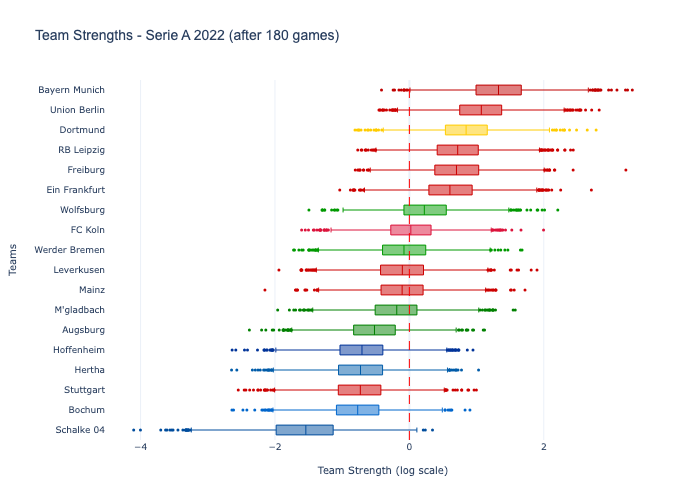 Team Strengths - Serie A 2022 (after 180 games)
Bayern Munich
Union Berlin
Dortmund
RB Leipzig
Freiburg
Ein Frankfurt
Wolfsburg
FC Koln
Werder Bremen
Leverkusen
Mainz
M'gladbach
Augsburg
Hoffenheim
Hertha
Stuttgart
Bochum
Schalke 04
Teams
−4 −2 0 2
Team Strength (log scale)